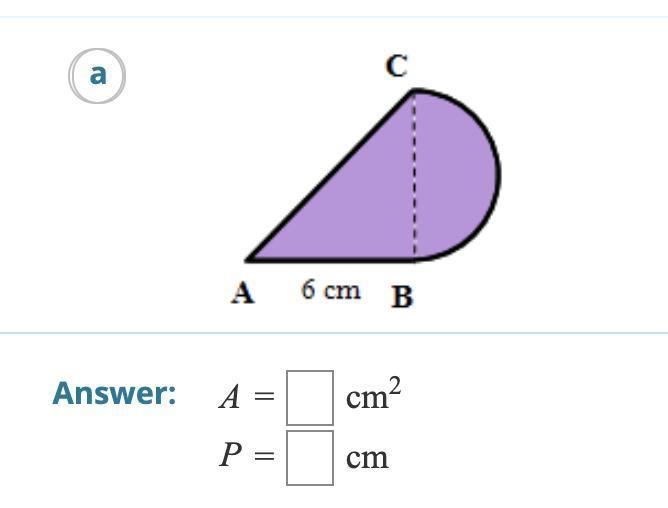 a
C
A 6 cm B
Answer: A = cm²
P = cm